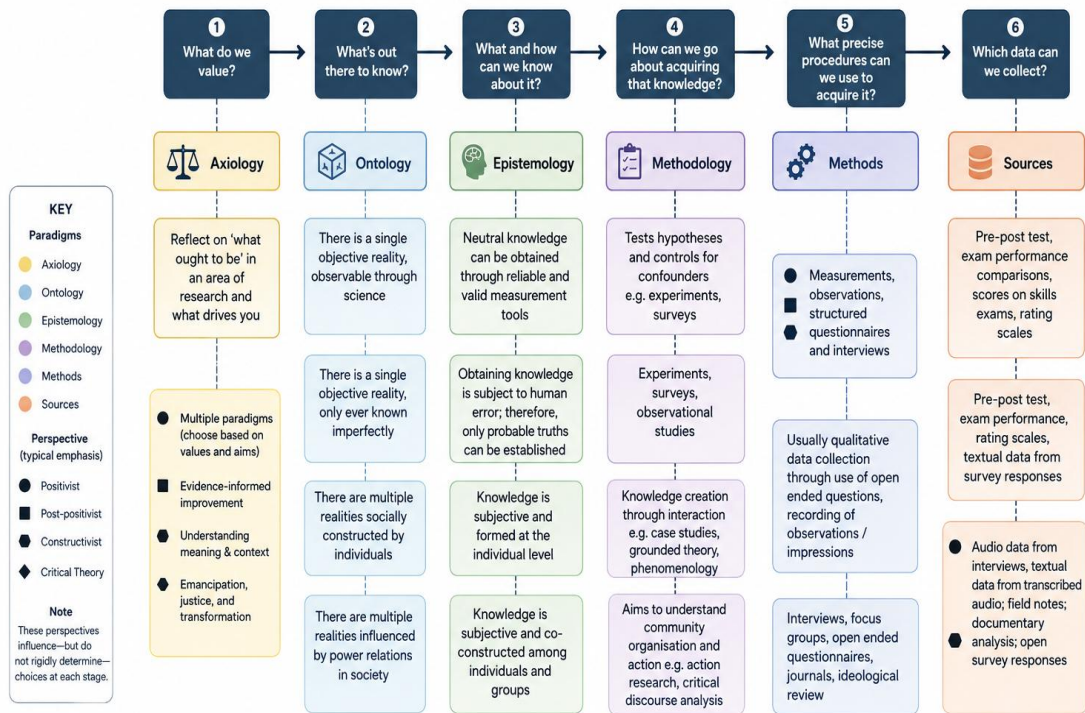 1
What do we
value?
2
What's out
there to know?
3
What and how
can we know
about it?
4
How can we go
about acquiring
that knowledge?
5
What precise
procedures can
we use to
acquire it?
6
Which data can
we collect?
Axiology
Ontology
Epistemology
Methodology
Methods
Sources
KEY
Paradigms
Axiology
Ontology
Epistemology
Methodology
Methods
Sources
Perspective
(typical emphasis)
Positivist
Post-positivist
Constructivist
Critical Theory
Note
These perspectives
influence—but do
not rigidly determine—
choices at each stage.
Reflect on 'what
ought to be' in
an area of
research and
what drives you
Multiple paradigms
(choose based on
values and aims)
Evidence-informed
improvement
Understanding
meaning & context
Emancipation,
justice, and
transformation
There is a single
objective reality,
observable through
science
There is a single
objective reality,
only ever known
imperfectly
There are multiple
realities socially
constructed by
individuals
There are multiple
realities influenced
by power relations
in society
Neutral knowledge
can be obtained
through reliable and
valid measurement
tools
Obtaining knowledge
is subject to human
error; therefore,
only probable truths
can be established
Knowledge is
subjective and
formed at the
individual level
Knowledge is
subjective and co-
constructed among
individuals and
groups
Tests hypotheses
and controls for
confounders
e.g. experiments,
surveys
Experiments,
surveys,
observational
studies
Knowledge creation
through interaction
e.g. case studies,
grounded theory,
phenomenology
Aims to understand
community
organisation and
action e.g. action
research, critical
discourse analysis
Measurements,
observations,
structured
questionnaires
and interviews
Usually qualitative
data collection
through use of open
ended questions,
recording of
observations /
impressions
Interviews, focus
groups, open ended
questionnaires,
journals, ideological
review
Pre-post test,
exam performance
comparisons,
scores on skills
exams, rating
scales
Pre-post test,
exam performance,
rating scales,
textual data from
survey responses
Audio data from
interviews, textual
data from transcribed
audio; field notes;
documentary
analysis; open
survey responses